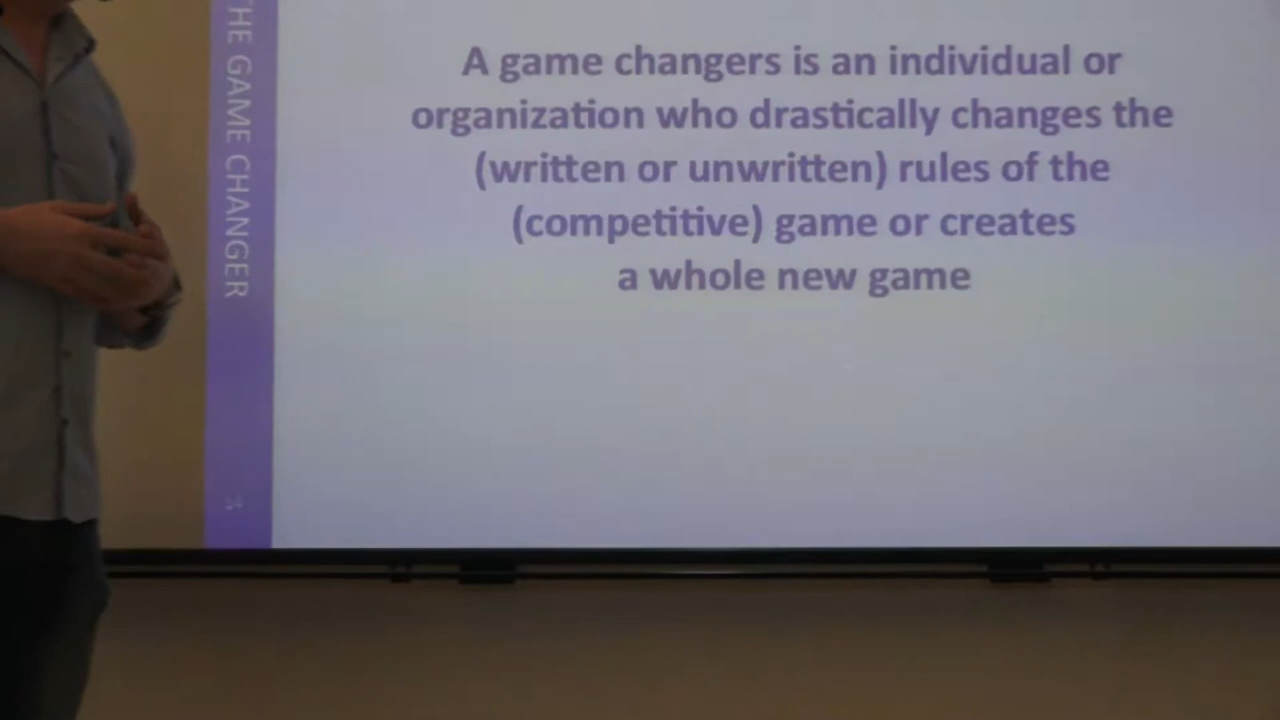 HE GAME CHANGER
A game changers is an individual or
organization who drastically changes the
(written or unwritten) rules of the
(competitive) game or creates
a whole new game